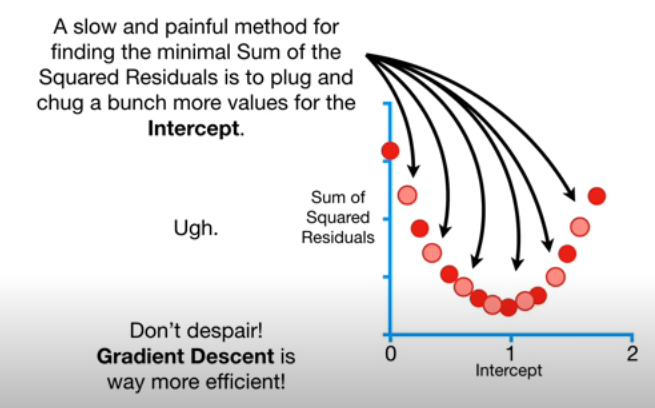 A slow and painful method for
finding the minimal Sum of the
Squared Residuals is to plug and
chug a bunch more values for the
Intercept.
Ugh.
Don’t despair!
Gradient Descent is
way more efficient!
Sum of
Squared
Residuals
0
1
2
Intercept